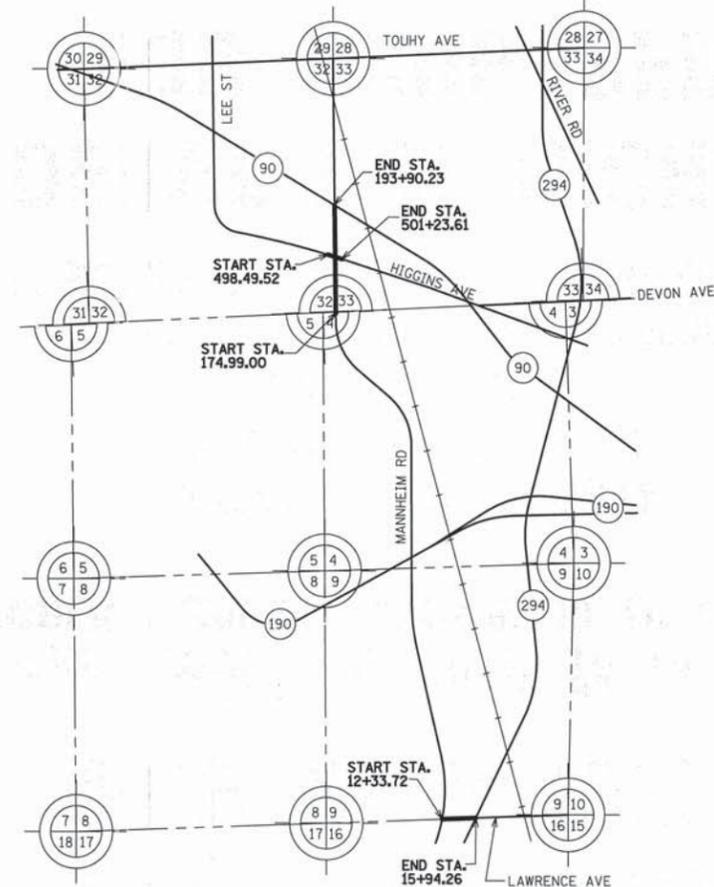 TOUHY AVE
30 29
31 32
29 28
32 33
28 27
33 34
LEE ST
RIVER RD
90
294
END STA.
193+90.23
END STA.
501+23.61
START STA.
498.49.52
HIGGINS AVE
DEVON AVE
31 32
6 5
32 33
5 4
33 34
4 3
START STA.
174.99.00
90
MANNHEIM RD
190
6 5
7 8
5 4
8 9
4 3
9 10
190
294
START STA.
12+33.72
7 8
18 17
8 9
17 16
9 10
16 15
END STA.
15+94.26
LAWRENCE AVE